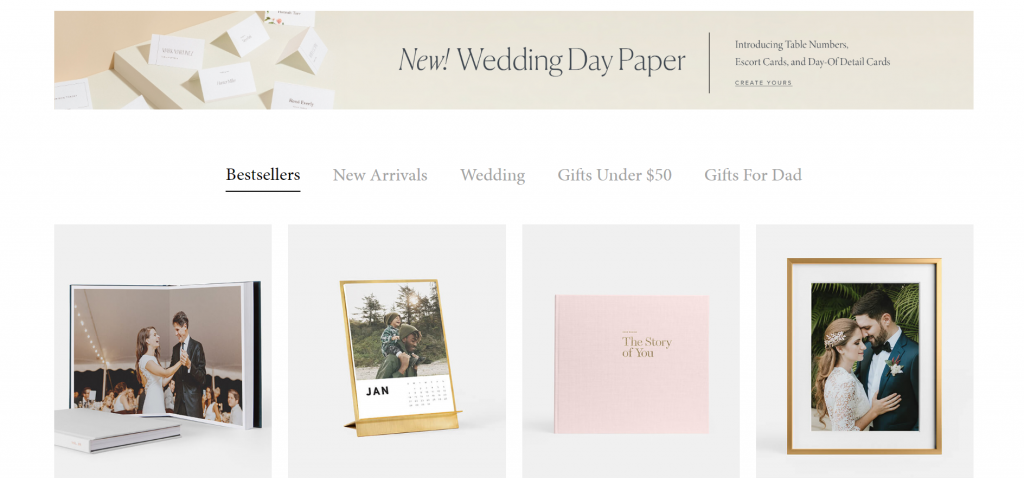 New! Wedding Day Paper
Introducing Table Numbers,
Escort Cards, and Day-Of Detail Cards
CREATE YOURS
Bestsellers
New Arrivals
Wedding
Gifts Under $50
Gifts For Dad
JAN
The Story
of You